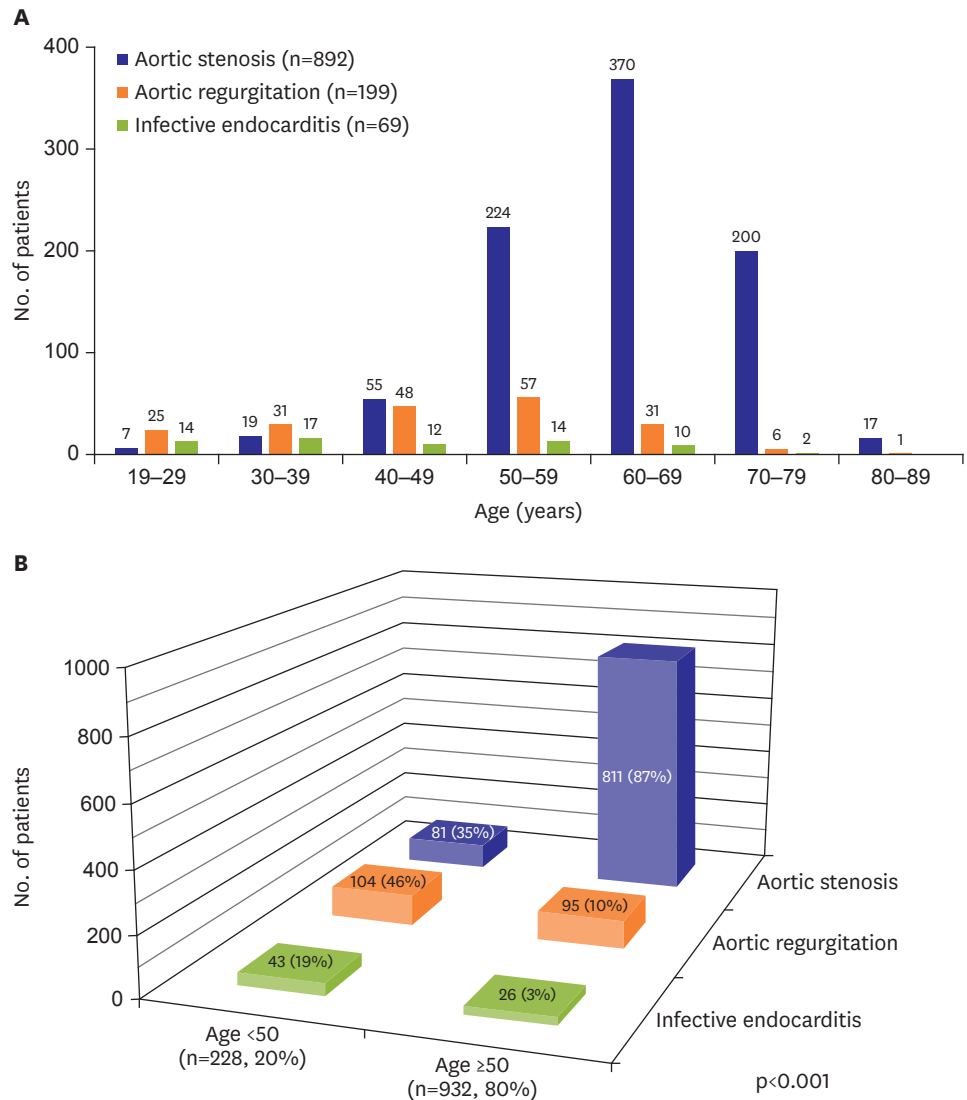 A
400
300
200
100
0
No. of patients
Aortic stenosis (n=892)
Aortic regurgitation (n=199)
Infective endocarditis (n=69)
7 25 14
19 31 17
55 48 12
224 57 14
370 31 10
200 6 2
17 1
19–29 30–39 40–49 50–59 60–69 70–79 80–89
Age (years)
B
1000
800
600
400
200
0
No. of patients
811 (87%)
81 (35%)
104 (46%)
95 (10%)
43 (19%)
26 (3%)
Aortic stenosis
Aortic regurgitation
Infective endocarditis
Age <50
(n=228, 20%)
Age ≥50
(n=932, 80%)
p<0.001